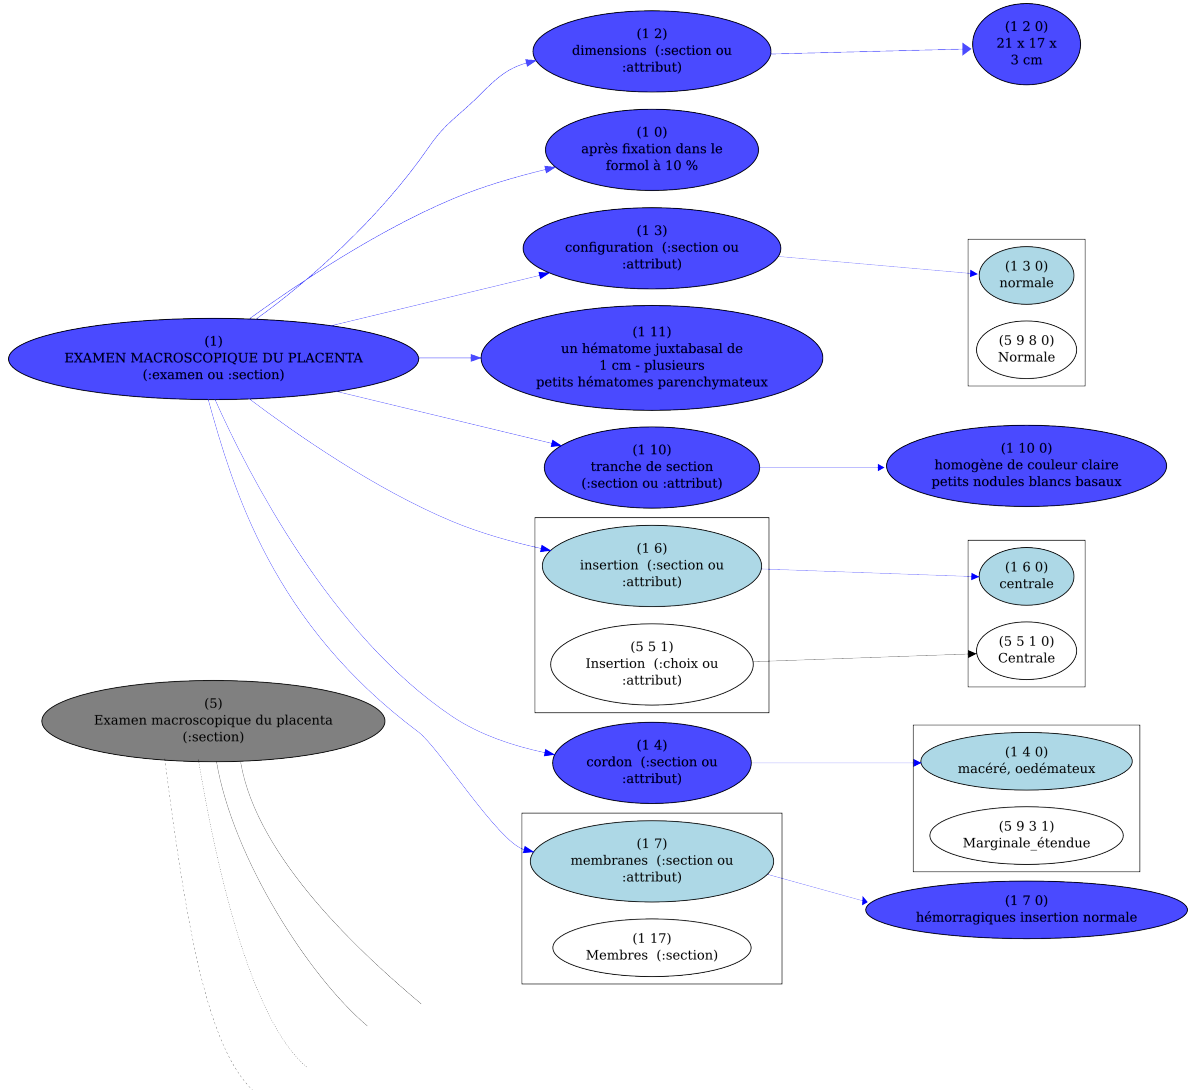 (1 2)
dimensions (:section ou
:attribut)
(1 2 0)
21 x 17 x
3 cm
(1 0)
après fixation dans le
formol à 10 %
(1 3)
configuration (:section ou
:attribut)
(1 3 0)
normale
(5 9 8 0)
Normale
(1)
EXAMEN MACROSCOPIQUE DU PLACENTA
(:examen ou :section)
(1 11)
un hématome juxtabasal de
1 cm - plusieurs
petits hématomes parenchymateux
(1 10)
tranche de section
(:section ou :attribut)
(1 10 0)
homogène de couleur claire
petits nodules blancs basaux
(1 6)
insertion (:section ou
:attribut)
(1 6 0)
centrale
(5 5 1)
Insertion (:choix ou
:attribut)
(5 5 1 0)
Centrale
(5)
Examen macroscopique du placenta
(:section)
(1 4)
cordon (:section ou
:attribut)
(1 4 0)
macéré, oedémateux
(5 9 3 1)
Marginale_étendue
(1 7)
membranes (:section ou
:attribut)
(1 7 0)
hémorragiques insertion normale
(1 17)
Membres (:section)